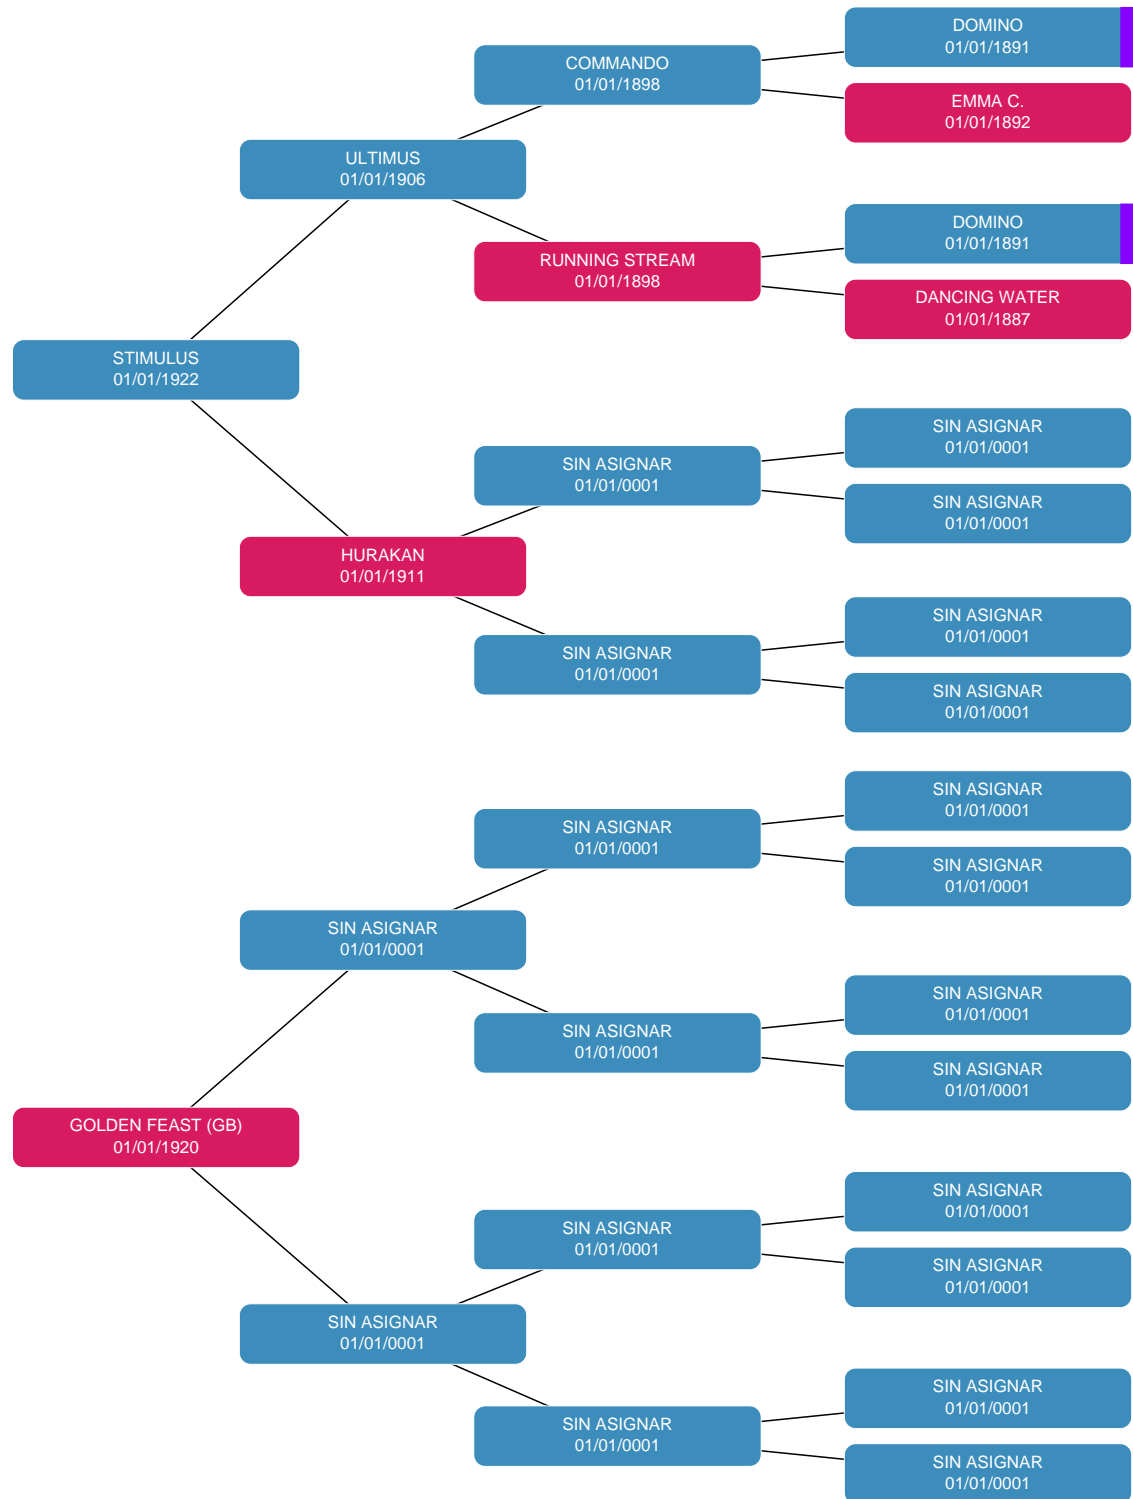 DOMINO
01/01/1891
COMMANDO
01/01/1898
EMMA C.
01/01/1892
ULTIMUS
01/01/1906
DOMINO
01/01/1891
RUNNING STREAM
01/01/1898
DANCING WATER
01/01/1887
STIMULUS
01/01/1922
SIN ASIGNAR
01/01/0001
SIN ASIGNAR
01/01/0001
SIN ASIGNAR
01/01/0001
HURAKAN
01/01/1911
SIN ASIGNAR
01/01/0001
SIN ASIGNAR
01/01/0001
SIN ASIGNAR
01/01/0001
SIN ASIGNAR
01/01/0001
SIN ASIGNAR
01/01/0001
SIN ASIGNAR
01/01/0001
SIN ASIGNAR
01/01/0001
SIN ASIGNAR
01/01/0001
SIN ASIGNAR
01/01/0001
SIN ASIGNAR
01/01/0001
GOLDEN FEAST (GB)
01/01/1920
SIN ASIGNAR
01/01/0001
SIN ASIGNAR
01/01/0001
SIN ASIGNAR
01/01/0001
SIN ASIGNAR
01/01/0001
SIN ASIGNAR
01/01/0001
SIN ASIGNAR
01/01/0001
SIN ASIGNAR
01/01/0001